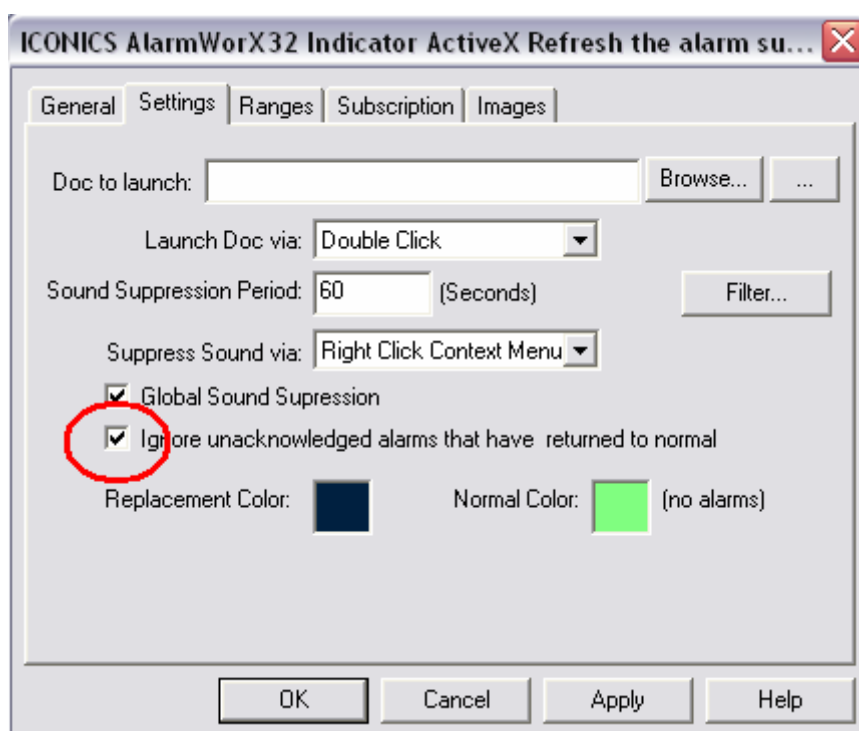 ICONICS AlarmWorX32 Indicator ActiveX Refresh the alarm su...
General Settings Ranges Subscription Images
Doc to launch: Browse... ...
Launch Doc via: Double Click
Sound Suppression Period: 60 (Seconds) Filter...
Suppress Sound via: Right Click Context Menu
Global Sound Supression
Ignore unacknowledged alarms that have returned to normal
Replacement Color: Normal Color: (no alarms)
OK Cancel Apply Help